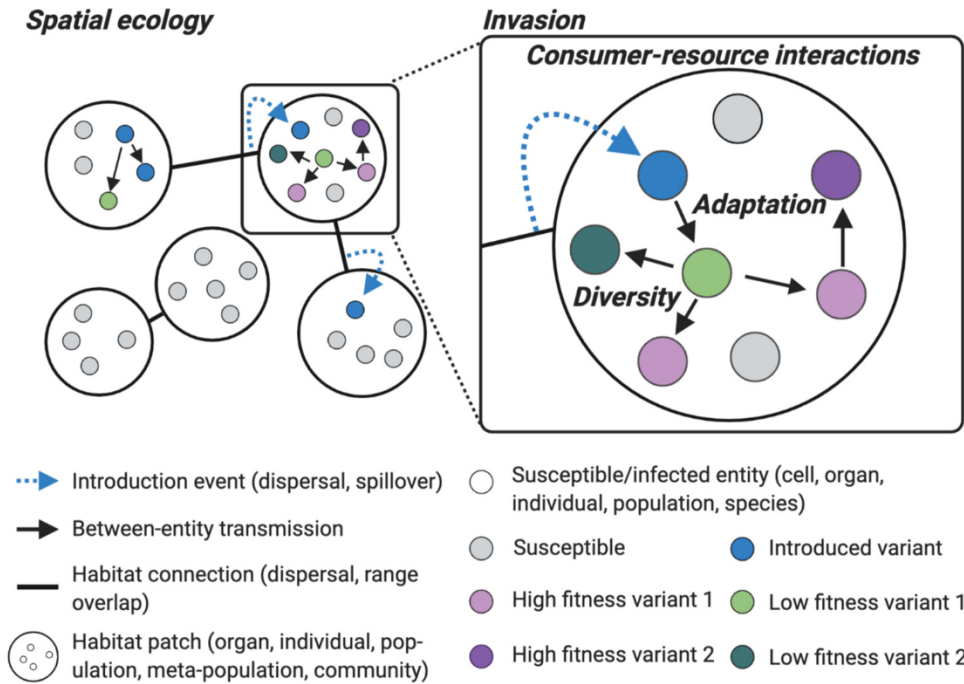 Spatial ecology
Invasion
Consumer-resource interactions
Adaptation
Diversity
Introduction event (dispersal, spillover)
Between-entity transmission
Habitat connection (dispersal, range
overlap)
Habitat patch (organ, individual, pop-
ulation, meta-population, community)
Susceptible/infected entity (cell, organ,
individual, population, species)
Susceptible
Introduced variant
High fitness variant 1
Low fitness variant 1
High fitness variant 2
Low fitness variant 2